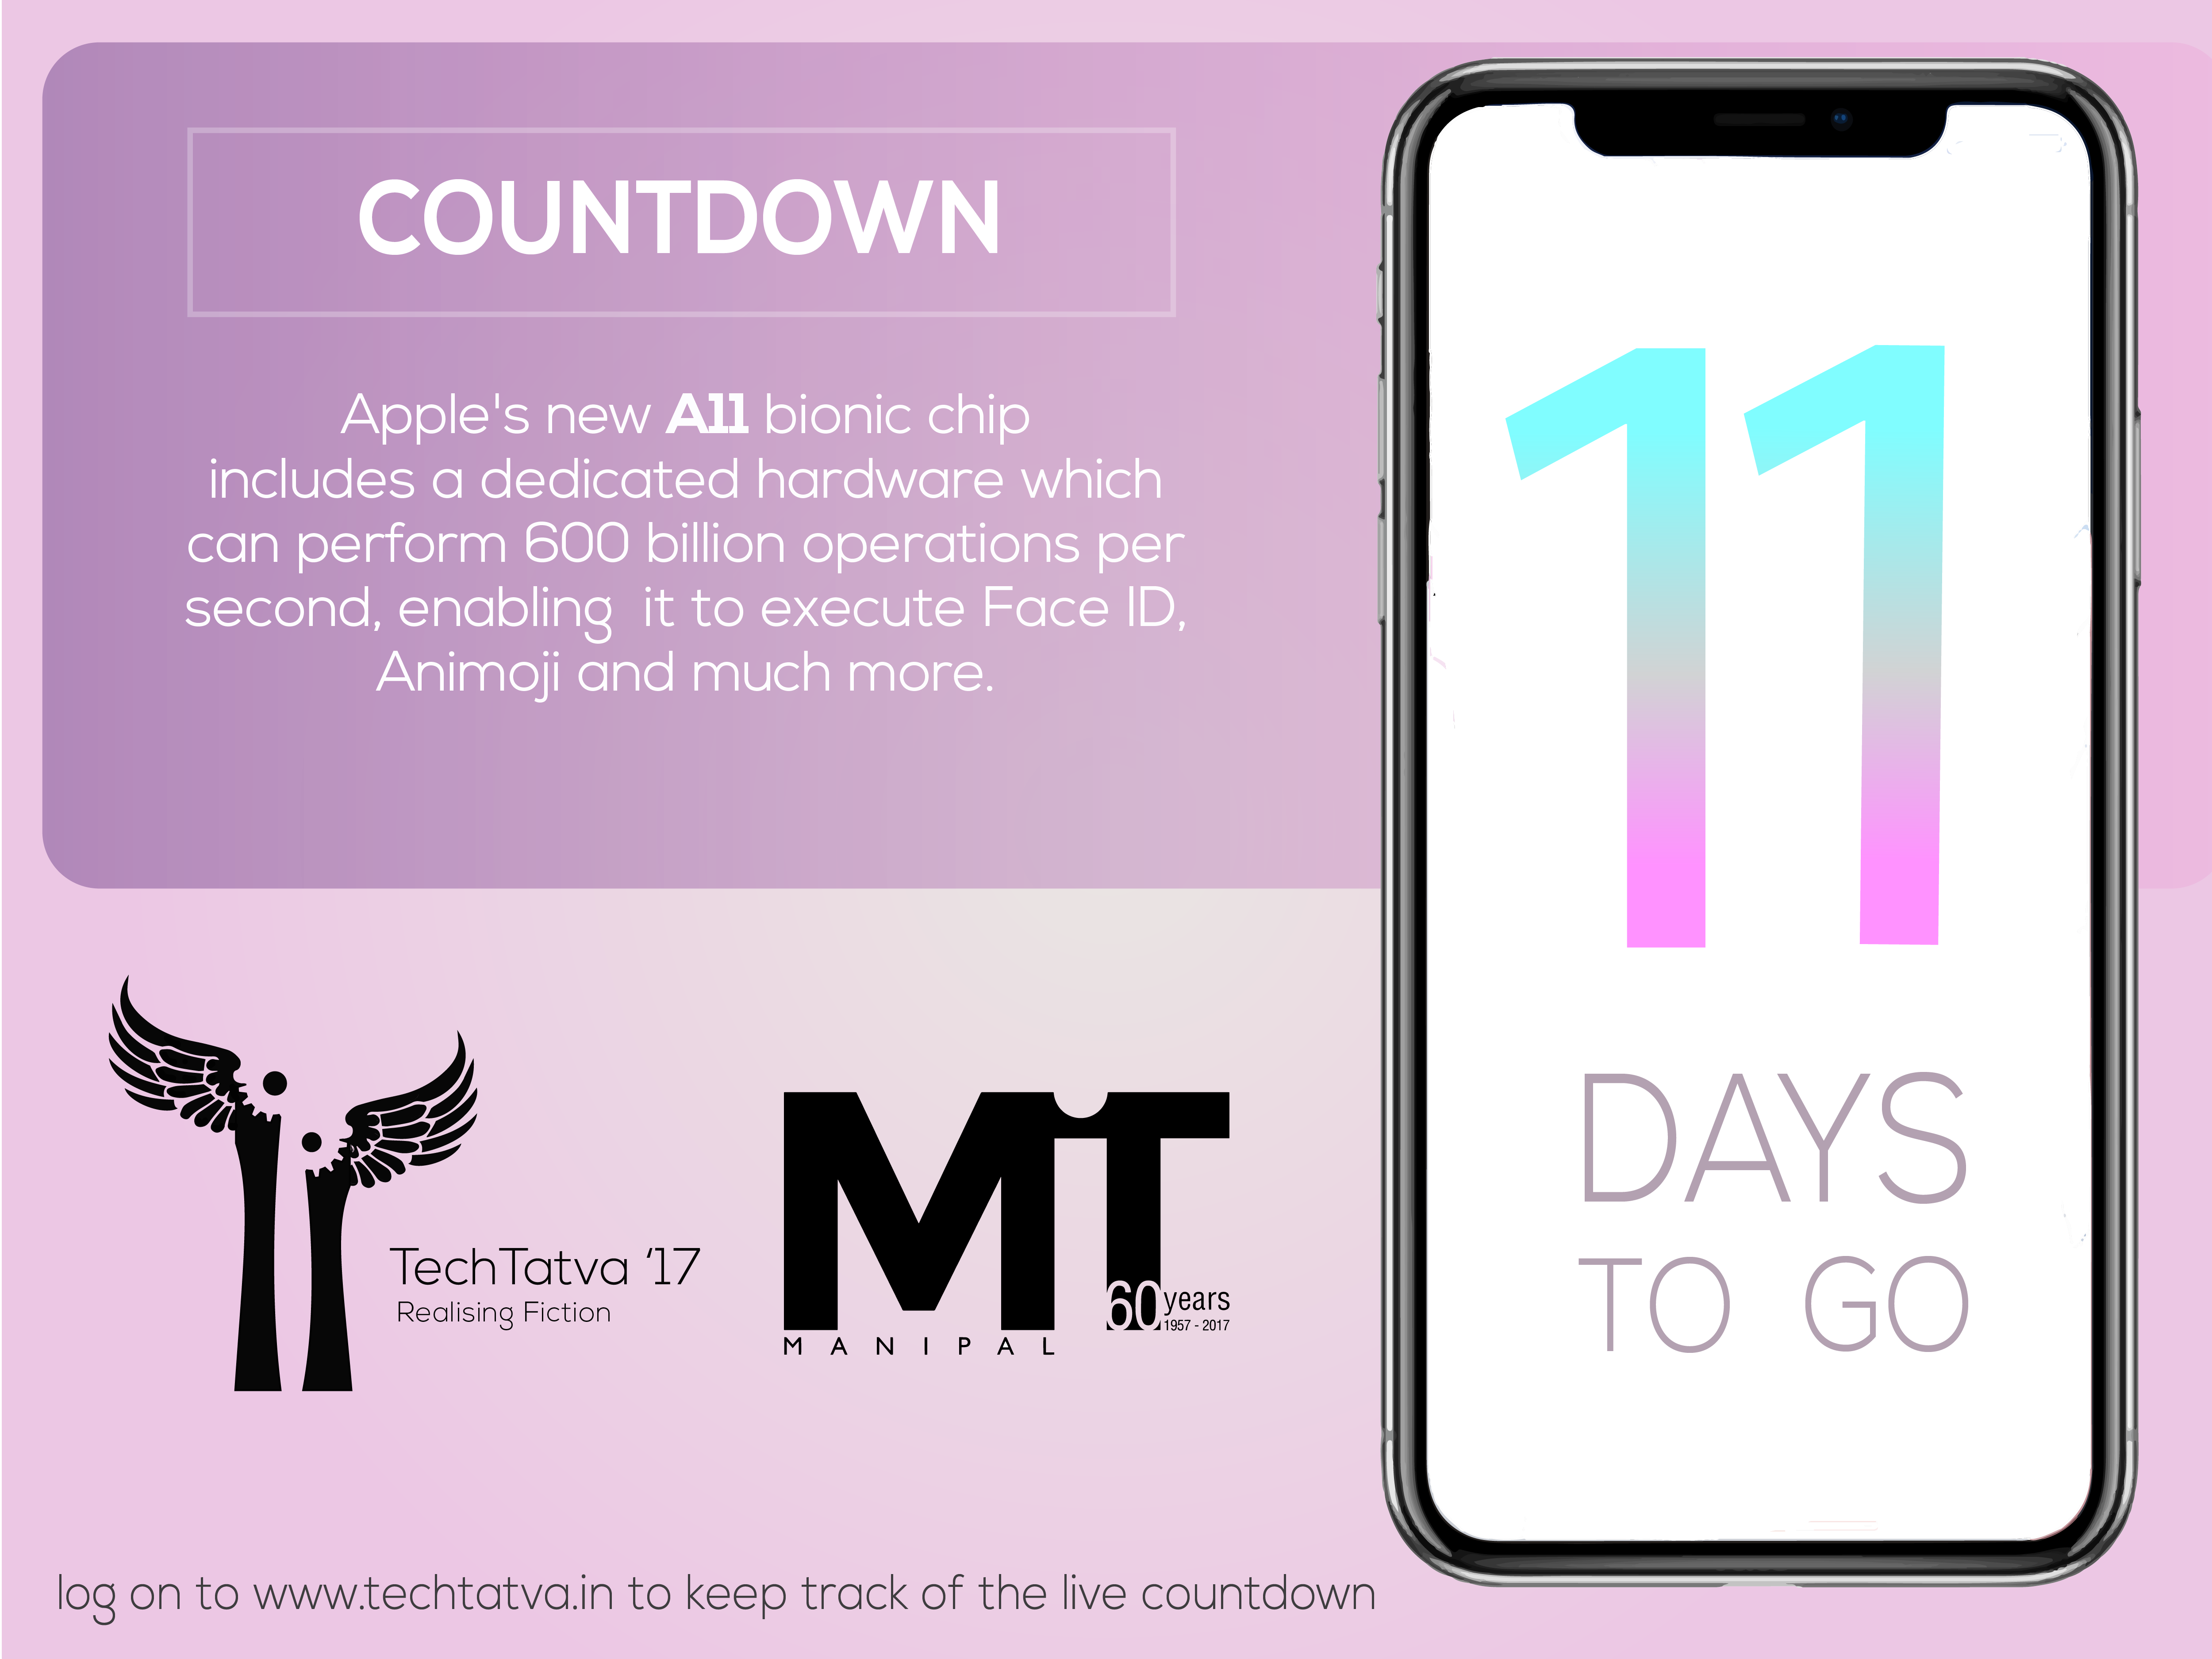 COUNTDOWN
Apple's new A11 bionic chip
includes a dedicated hardware which
can perform 600 billion operations per
second, enabling  it to execute Face ID,
Animoji and much more.
11
DAYS
TO GO
TechTatva '17
Realising Fiction
MiT
60 years
1957 - 2017
MANIPAL
log on to www.techtatva.in to keep track of the live countdown